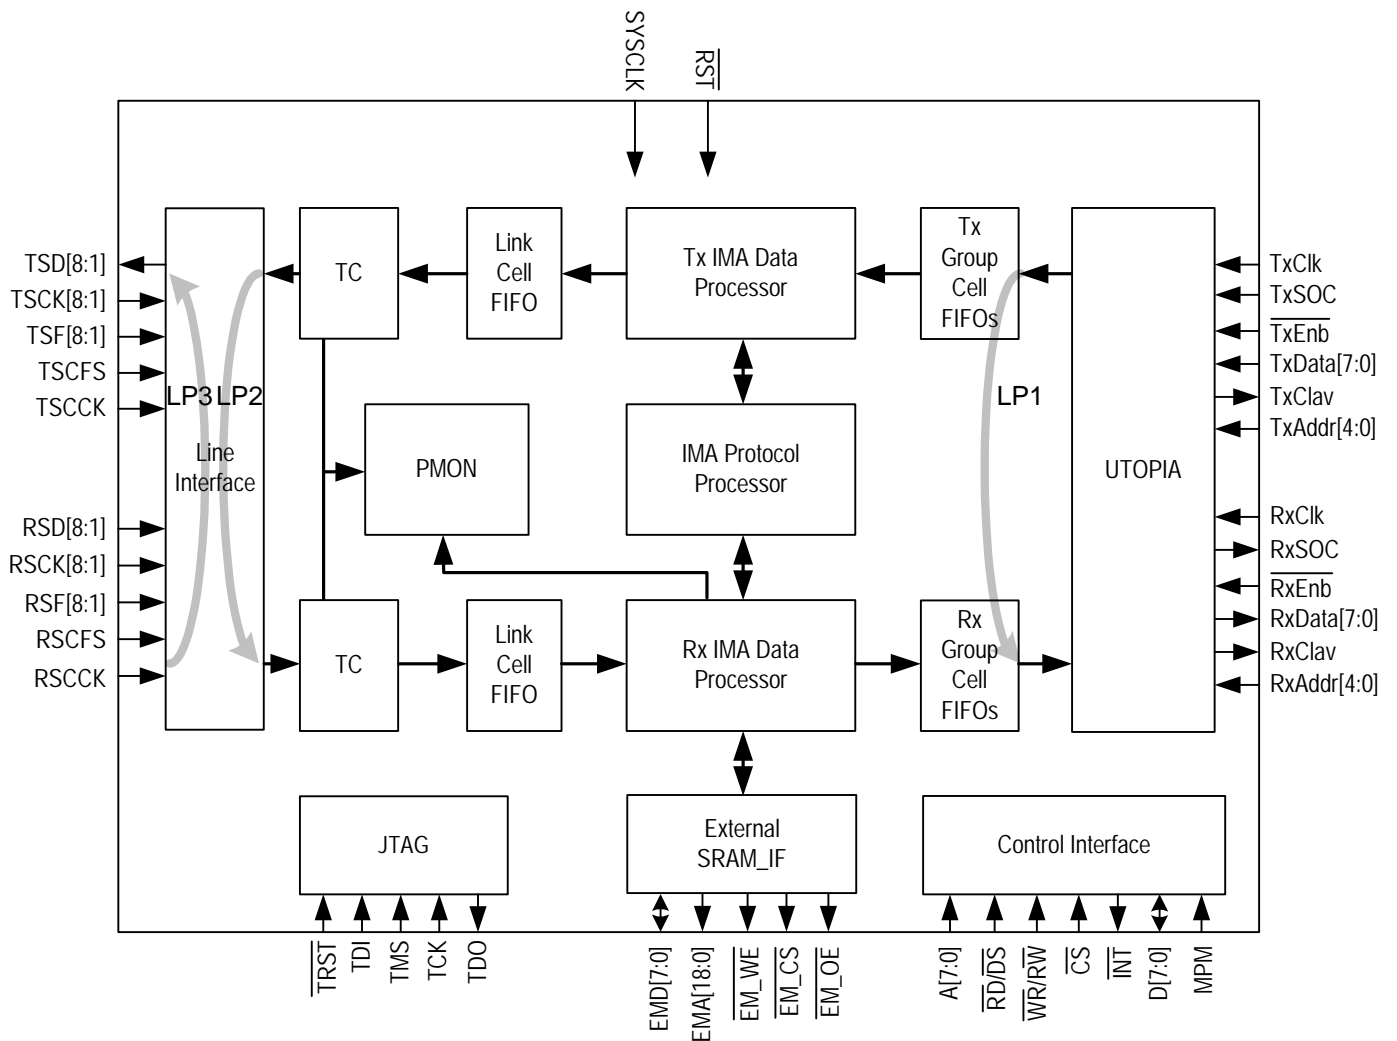 SYSCLK
RST
TSD[8:1]
TSCK[8:1]
TSF[8:1]
TSCFS
TSCCK
RSD[8:1]
RSCK[8:1]
RSF[8:1]
RSCFS
RSCCK
LP3
LP2
Line
Interface
TC
Link
Cell
FIFO
Tx IMA Data
Processor
Tx
Group
Cell
FIFOs
PMON
IMA Protocol
Processor
LP1
UTOPIA
TC
Link
Cell
FIFO
Rx IMA Data
Processor
Rx
Group
Cell
FIFOs
TxClk
TxSOC
TxEnb
TxData[7:0]
TxClav
TxAddr[4:0]
RxClk
RxSOC
RxEnb
RxData[7:0]
RxClav
RxAddr[4:0]
JTAG
External
SRAM_IF
Control Interface
TRST
TDI
TMS
TCK
TDO
EMD[7:0]
EMA[18:0]
EM_WE
EM_CS
EM_OE
A[7:0]
RD/DS
WR/RW
CS
INT
D[7:0]
MPM